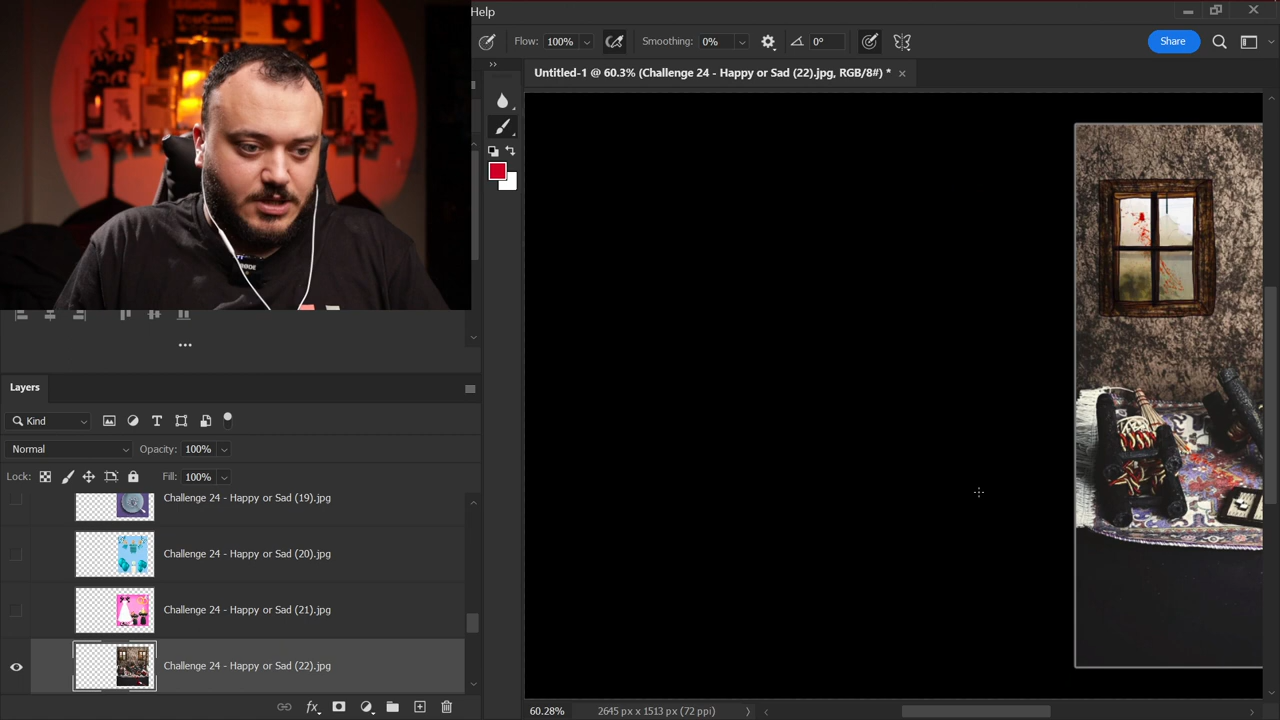 YouCam
Help
Flow: 100%
Smoothing: 0%
0°
Share
Untitled-1 @ 60.3% (Challenge 24 - Happy or Sad (22).jpg, RGB/8#) *
Layers
Kind
Normal
Opacity: 100%
Lock:
Fill: 100%
Challenge 24 - Happy or Sad (19).jpg
Challenge 24 - Happy or Sad (20).jpg
Challenge 24 - Happy or Sad (21).jpg
Challenge 24 - Happy or Sad (22).jpg
fx
60.28%
2645 px x 1513 px (72 ppi)